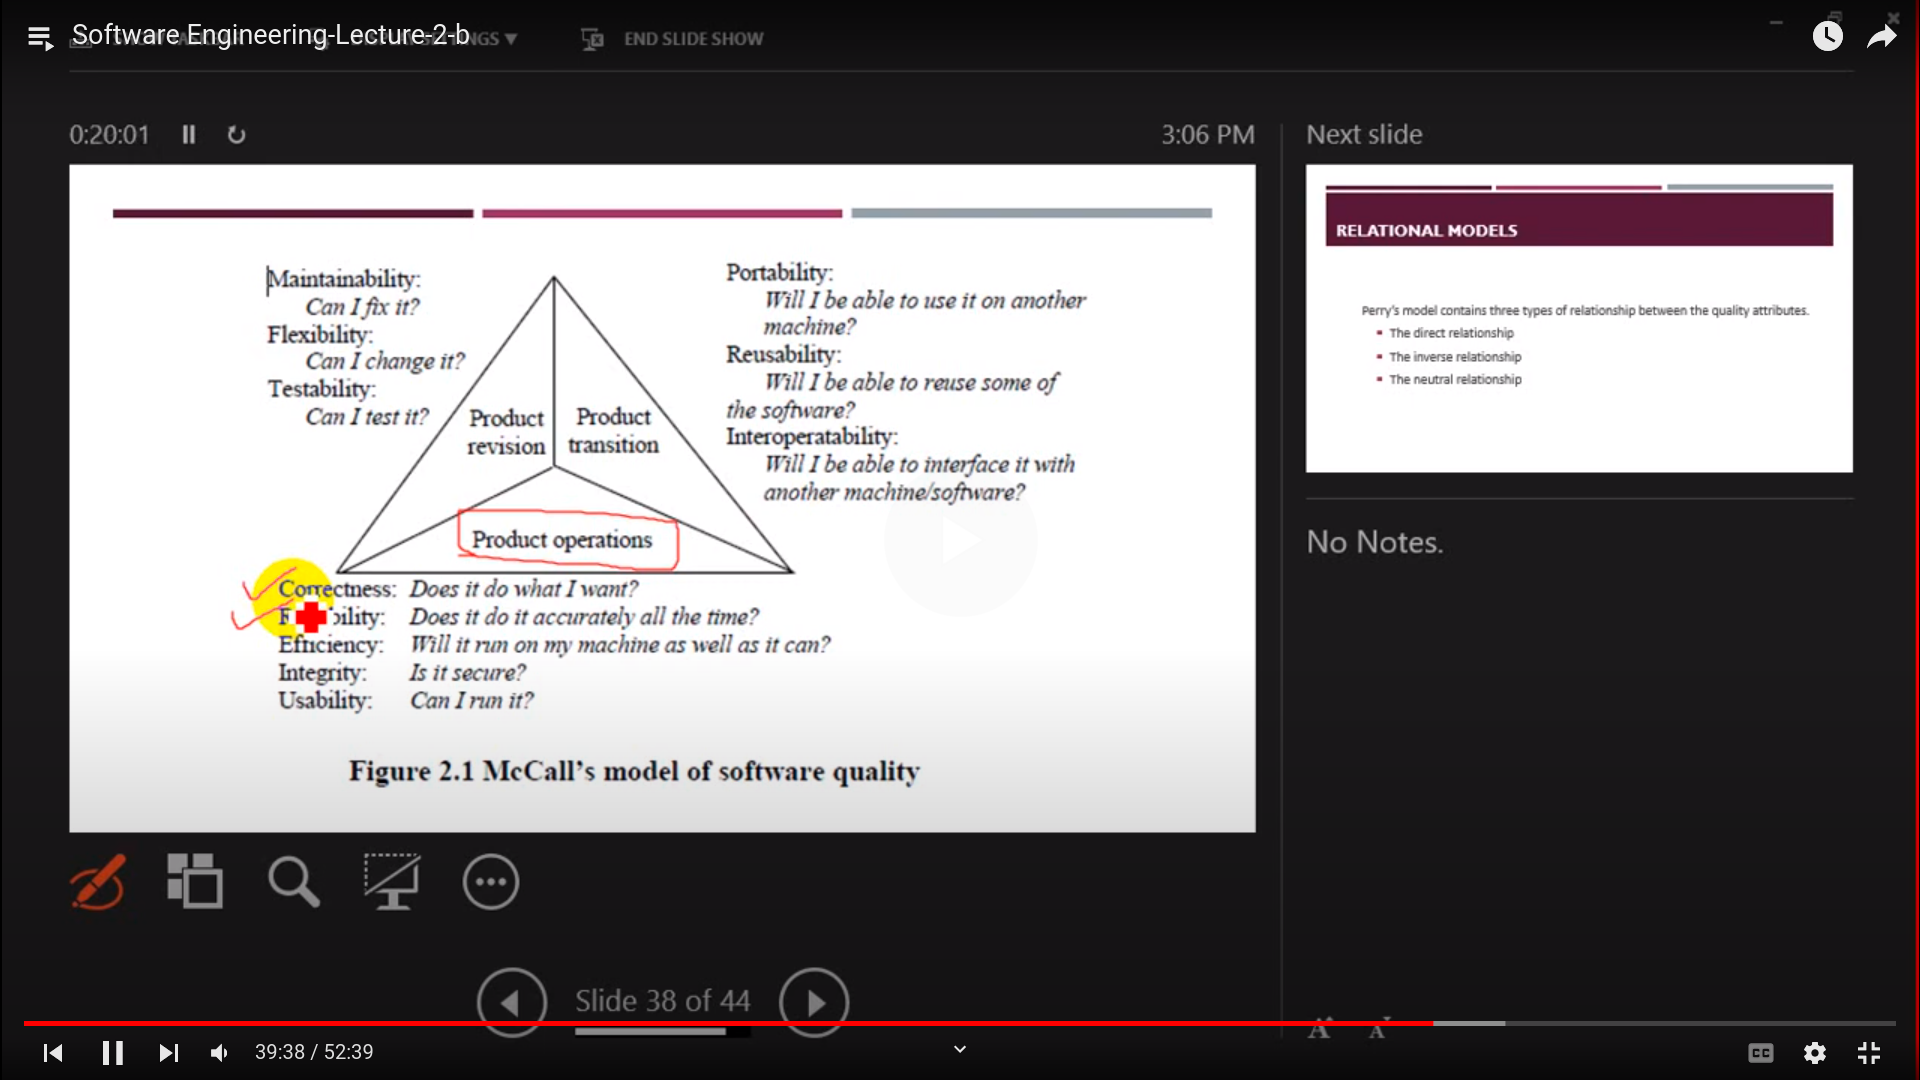 Software Engineering-Lecture-2-b
END SLIDE SHOW
0:20:01
3:06 PM
Next slide
Maintainability:
Can I fix it?
Flexibility:
Can I change it?
Testability:
Can I test it?
Portability:
Will I be able to use it on another
machine?
Reusability:
Will I be able to reuse some of
the software?
Interoperatability:
Will I be able to interface it with
another machine/software?
Product
revision
Product
transition
Product operations
Correctness: Does it do what I want?
Does it do it accurately all the time?
Efficiency: Will it run on my machine as well as it can?
Integrity: Is it secure?
Usability: Can I run it?
Figure 2.1 McCall's model of software quality
RELATIONAL MODELS
Perry's model contains three types of relationship between the quality attributes.
▪ The direct relationship
▪ The inverse relationship
▪ The neutral relationship
No Notes.
Slide 38 of 44
A A
39:38 / 52:39
CC